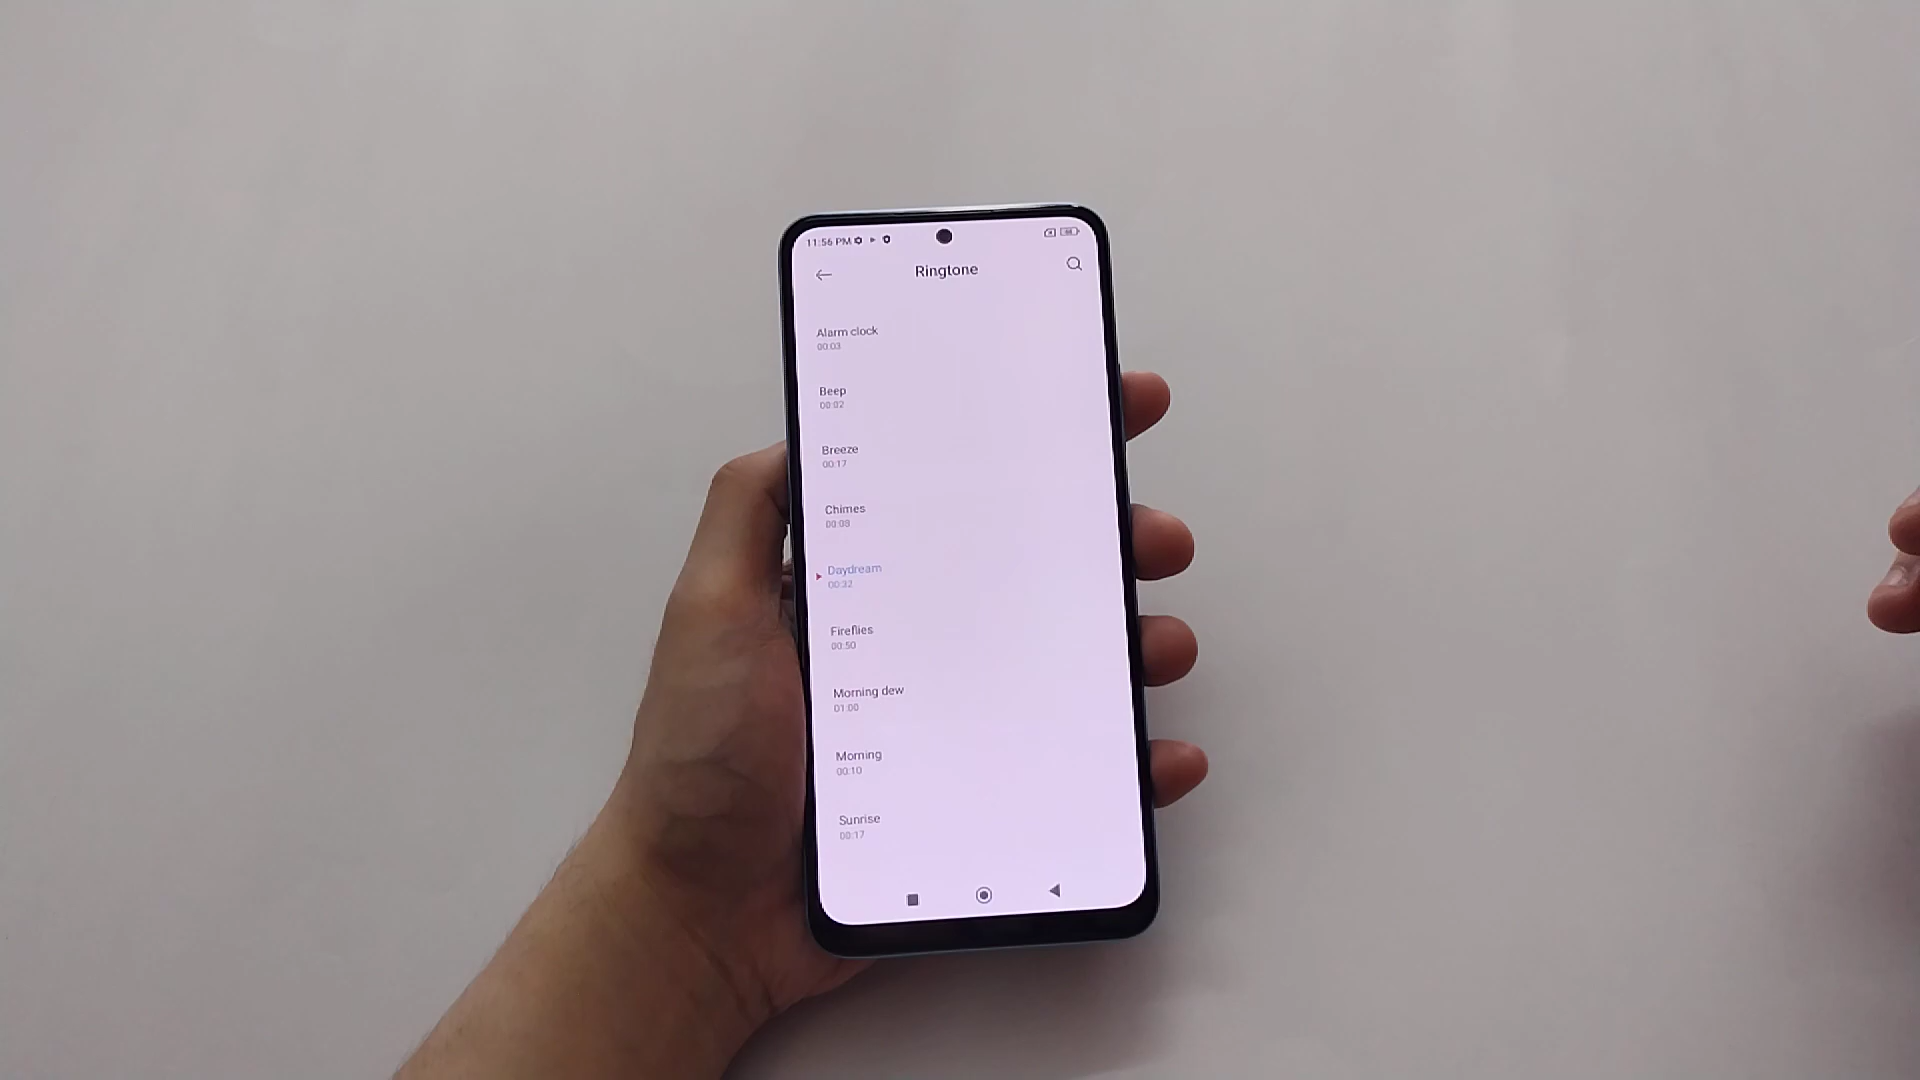 11:56 PM
Ringtone
Alarm clock
00:03
Beep
00:02
Breeze
00:17
Chimes
00:08
Daydream
00:32
Fireflies
00:50
Morning dew
01:00
Morning
00:10
Sunrise
00:17